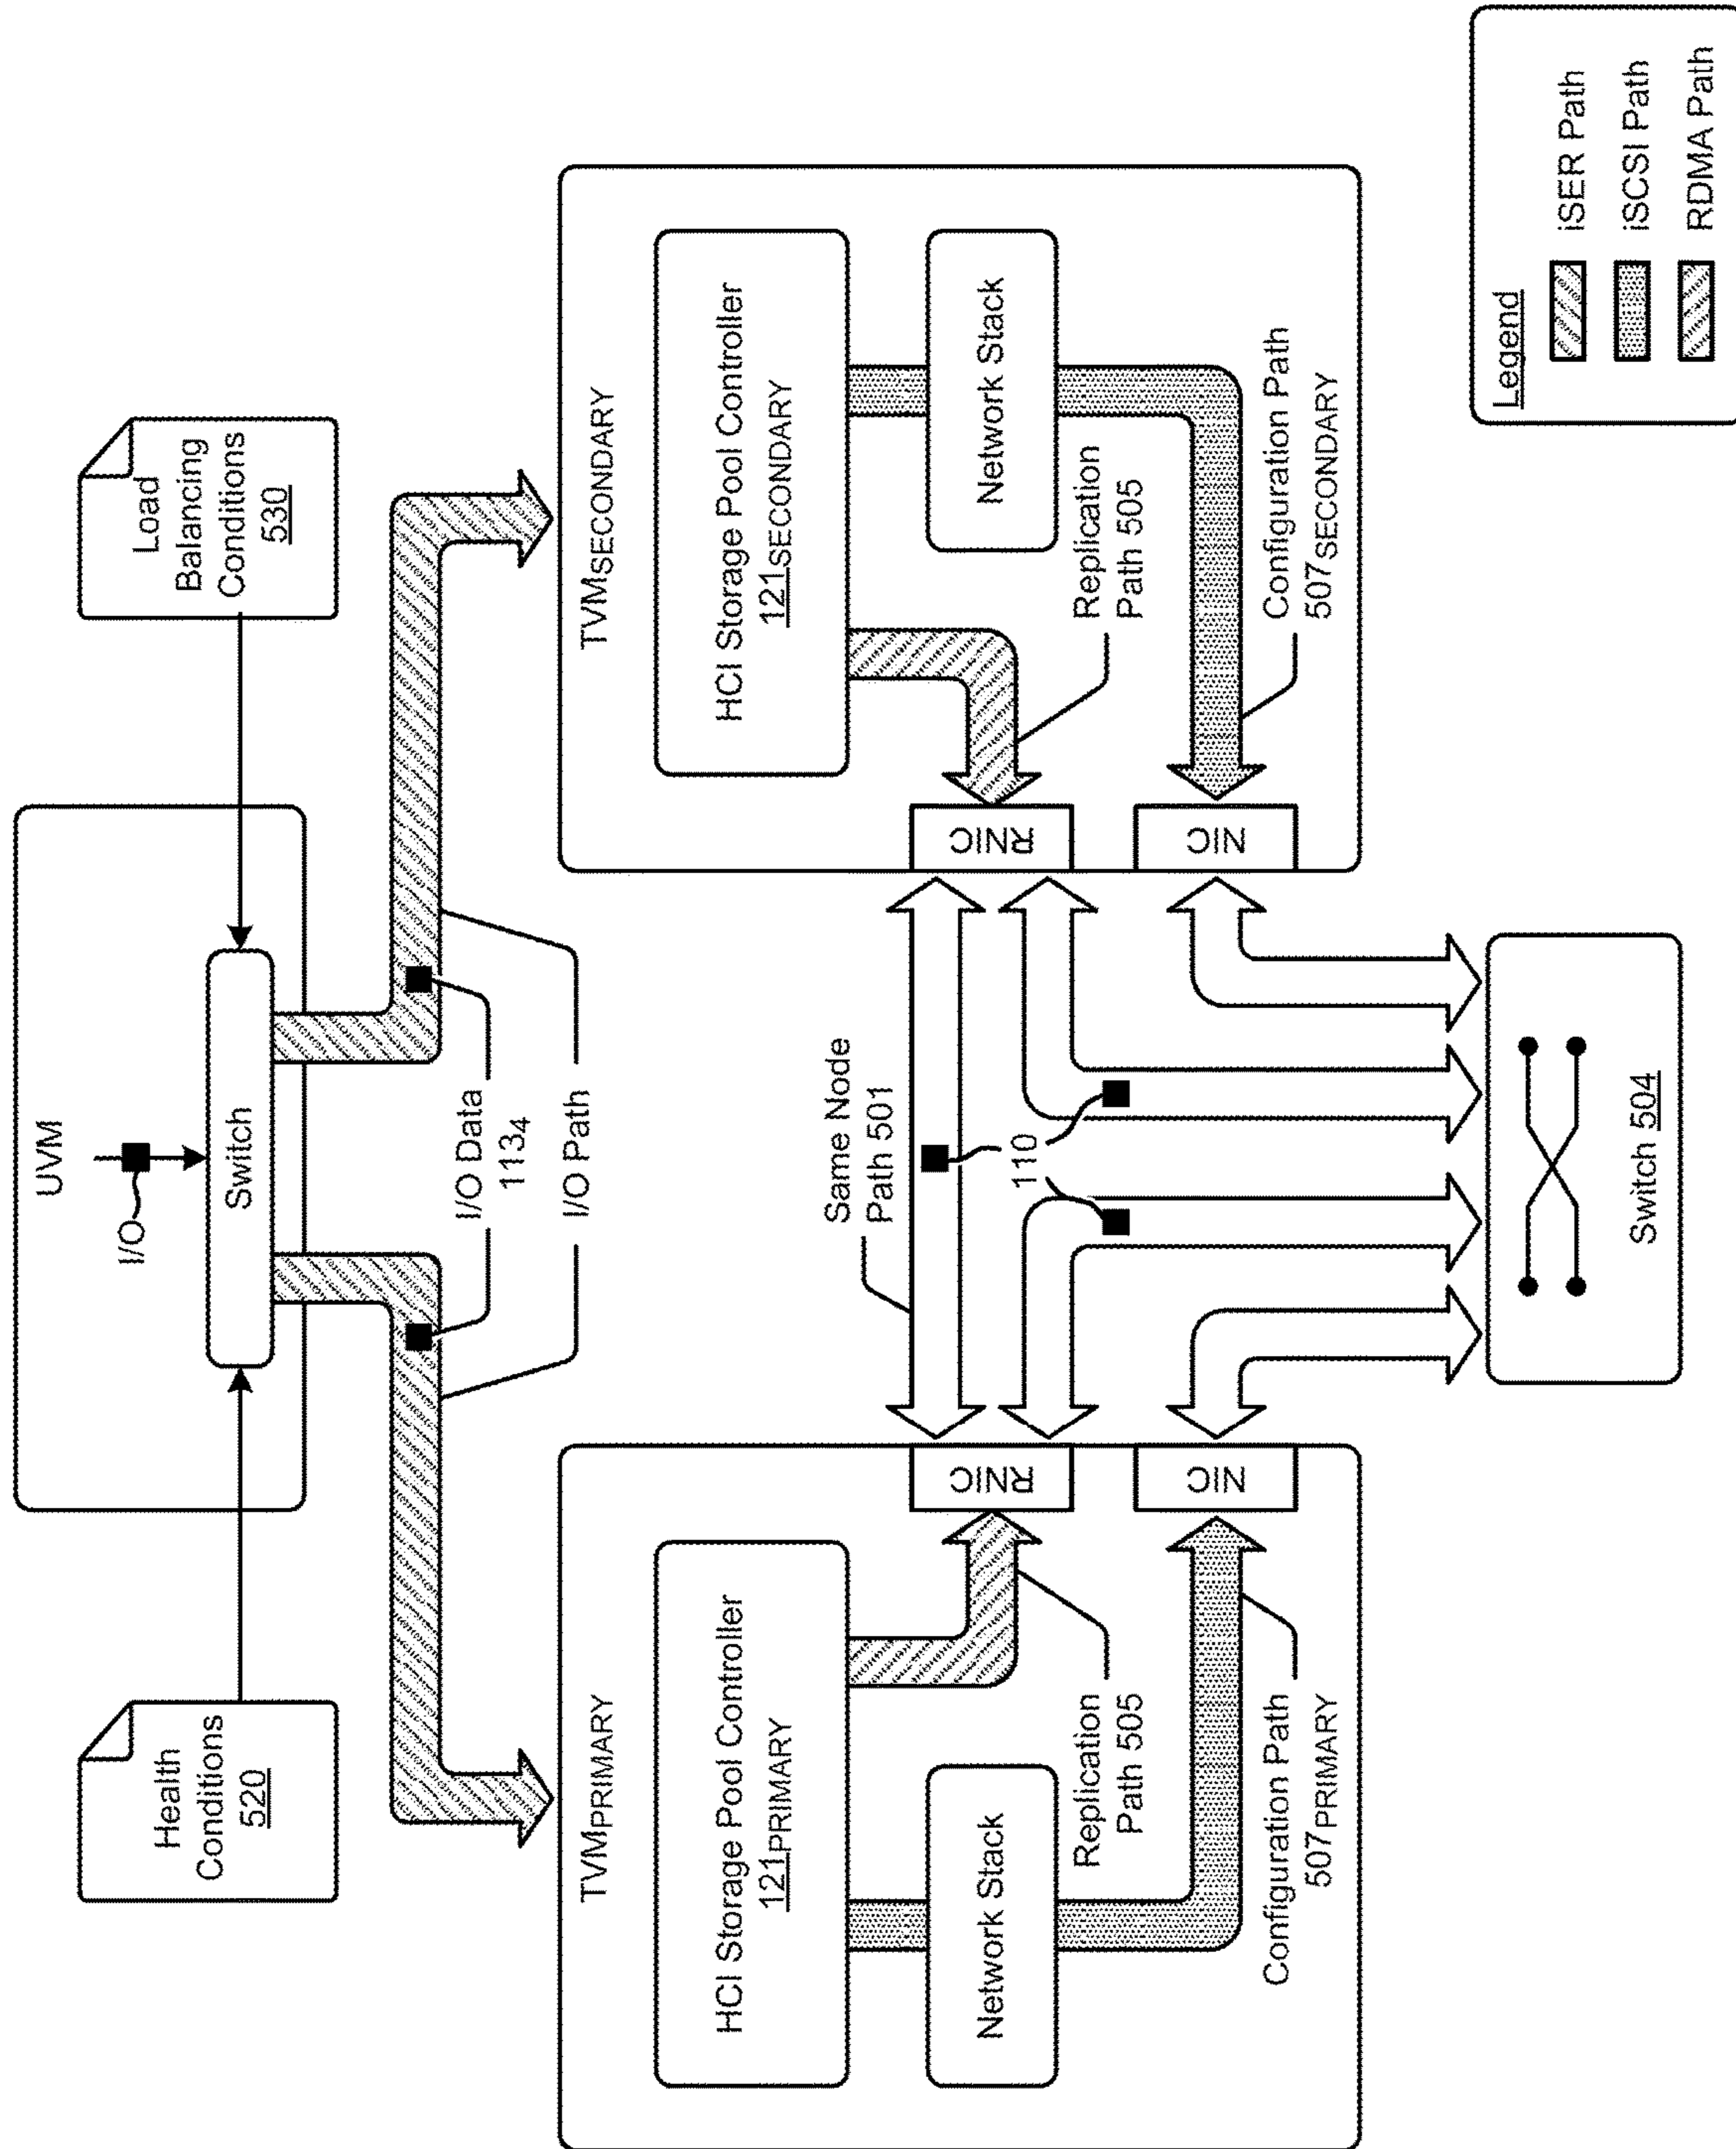 UVM
I/O
Switch
Health
Conditions
520
Load
Balancing
Conditions
530
I/O Data
113₄
I/O Path
TVMPRIMARY
HCI Storage Pool Controller
121PRIMARY
Network Stack
Replication
Path 505
Configuration Path
507PRIMARY
RNIC
NIC
Same Node
Path 501
110
TVMSECONDARY
HCI Storage Pool Controller
121SECONDARY
Network Stack
Replication
Path 505
Configuration Path
507SECONDARY
RNIC
NIC
Switch 504
Legend
iSER Path
iSCSI Path
RDMA Path